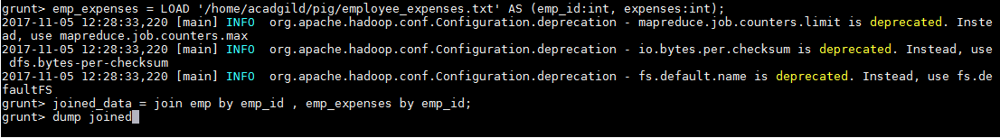 grunt> emp_expenses = LOAD '/home/acadgild/pig/employee_expenses.txt' AS (emp_id:int, expenses:int);
2017-11-05 12:28:33,220 [main] INFO  org.apache.hadoop.conf.Configuration.deprecation - mapreduce.job.counters.limit is deprecated. Inste
ad, use mapreduce.job.counters.max
2017-11-05 12:28:33,220 [main] INFO  org.apache.hadoop.conf.Configuration.deprecation - io.bytes.per.checksum is deprecated. Instead, use
 dfs.bytes-per-checksum
2017-11-05 12:28:33,220 [main] INFO  org.apache.hadoop.conf.Configuration.deprecation - fs.default.name is deprecated. Instead, use fs.de
faultFS
grunt> joined_data = join emp by emp_id , emp_expenses by emp_id;
grunt> dump joined